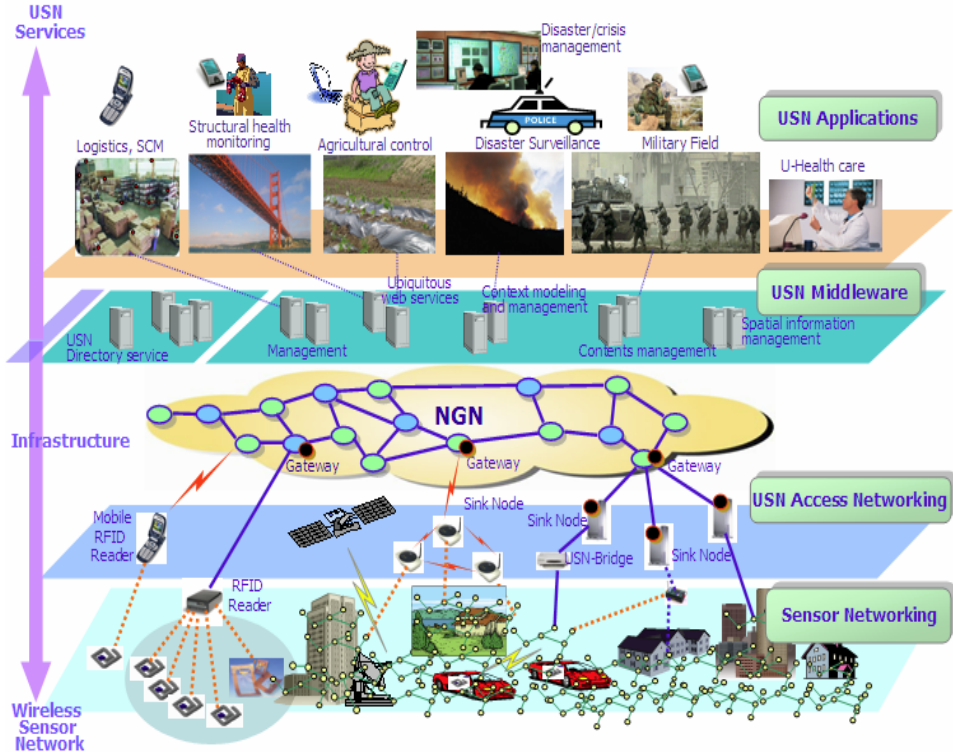 USN
Services
Disaster/crisis
management
Structural health
monitoring
Logistics, SCM
Agricultural control
POLICE
Disaster Surveillance
Military Field
USN Applications
U-Health care
USN Middleware
Ubiquitous
web services
Context modeling
and management
USN
Directory service
Management
Contents management
Spatial information
management
Infrastructure
NGN
Gateway
Gateway
Gateway
USN Access Networking
Mobile
RFID
Reader
Sink Node
Sink Node
USN-Bridge
Sink Node
RFID
Reader
Sensor Networking
Wireless
Sensor
Network